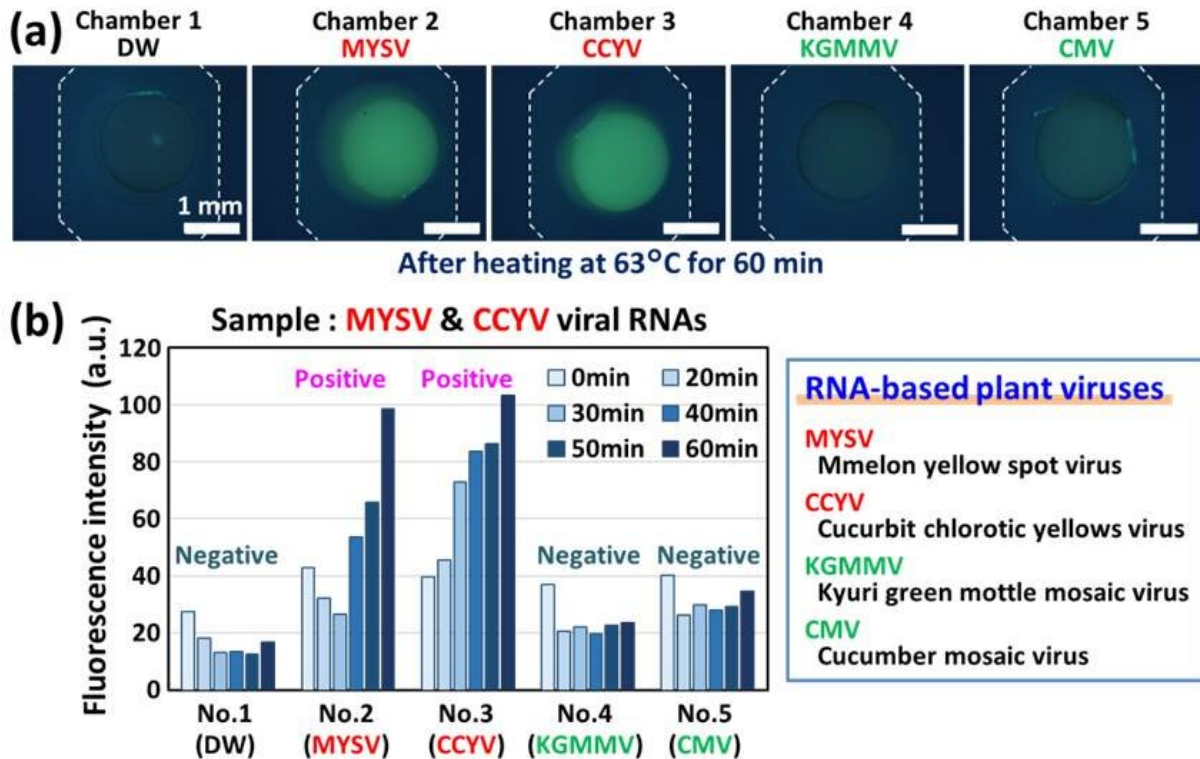 (a)
Chamber 1
DW
Chamber 2
MYSV
Chamber 3
CCYV
Chamber 4
KGMMV
Chamber 5
CMV
1 mm
After heating at 63°C for 60 min
(b)
Sample : MYSV & CCYV viral RNAs
Fluorescence intensity (a.u.)
120
100
80
60
40
20
0
Negative
Positive
Positive
Negative
Negative
0min
20min
30min
40min
50min
60min
No.1
(DW)
No.2
(MYSV)
No.3
(CCYV)
No.4
(KGMMV)
No.5
(CMV)
RNA-based plant viruses
MYSV
Mmelon yellow spot virus
CCYV
Cucurbit chlorotic yellows virus
KGMMV
Kyuri green mottle mosaic virus
CMV
Cucumber mosaic virus